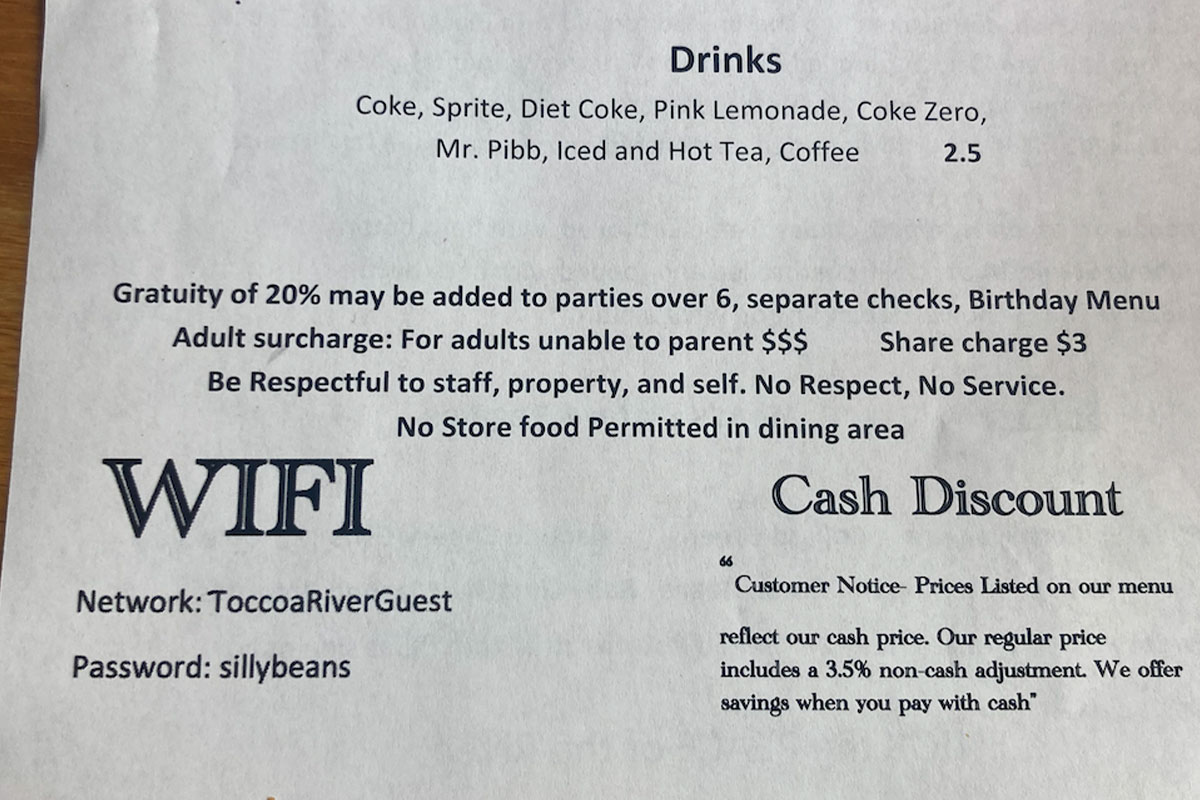 Drinks
Coke, Sprite, Diet Coke, Pink Lemonade, Coke Zero,
Mr. Pibb, Iced and Hot Tea, Coffee 2.5
Gratuity of 20% may be added to parties over 6, separate checks, Birthday Menu
Adult surcharge: For adults unable to parent $$$ Share charge $3
Be Respectful to staff, property, and self. No Respect, No Service.
No Store food Permitted in dining area
WIFI
Network: ToccoaRiverGuest
Password: sillybeans
Cash Discount
“Customer Notice- Prices Listed on our menu
reflect our cash price. Our regular price
includes a 3.5% non-cash adjustment. We offer
savings when you pay with cash”